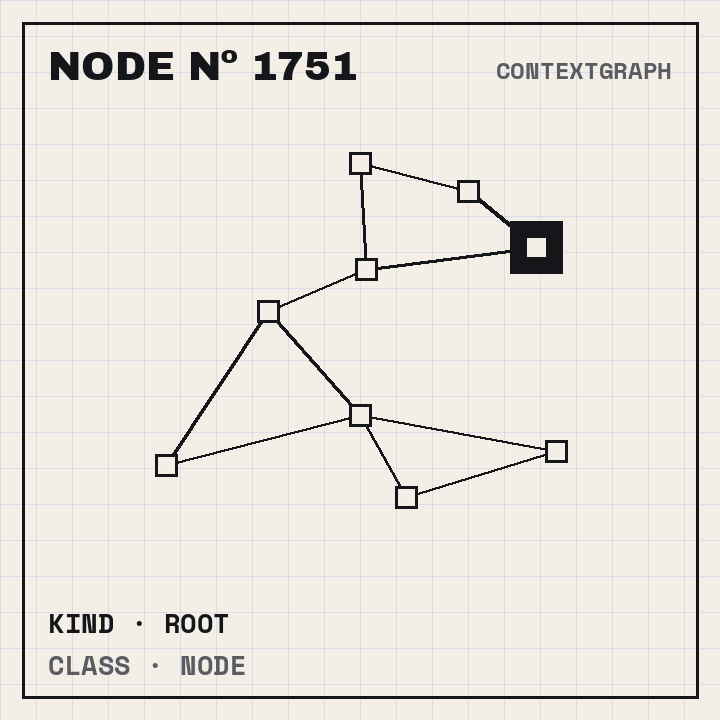 NODE Nº 1751
CONTEXTGRAPH
KIND · ROOT
CLASS · NODE